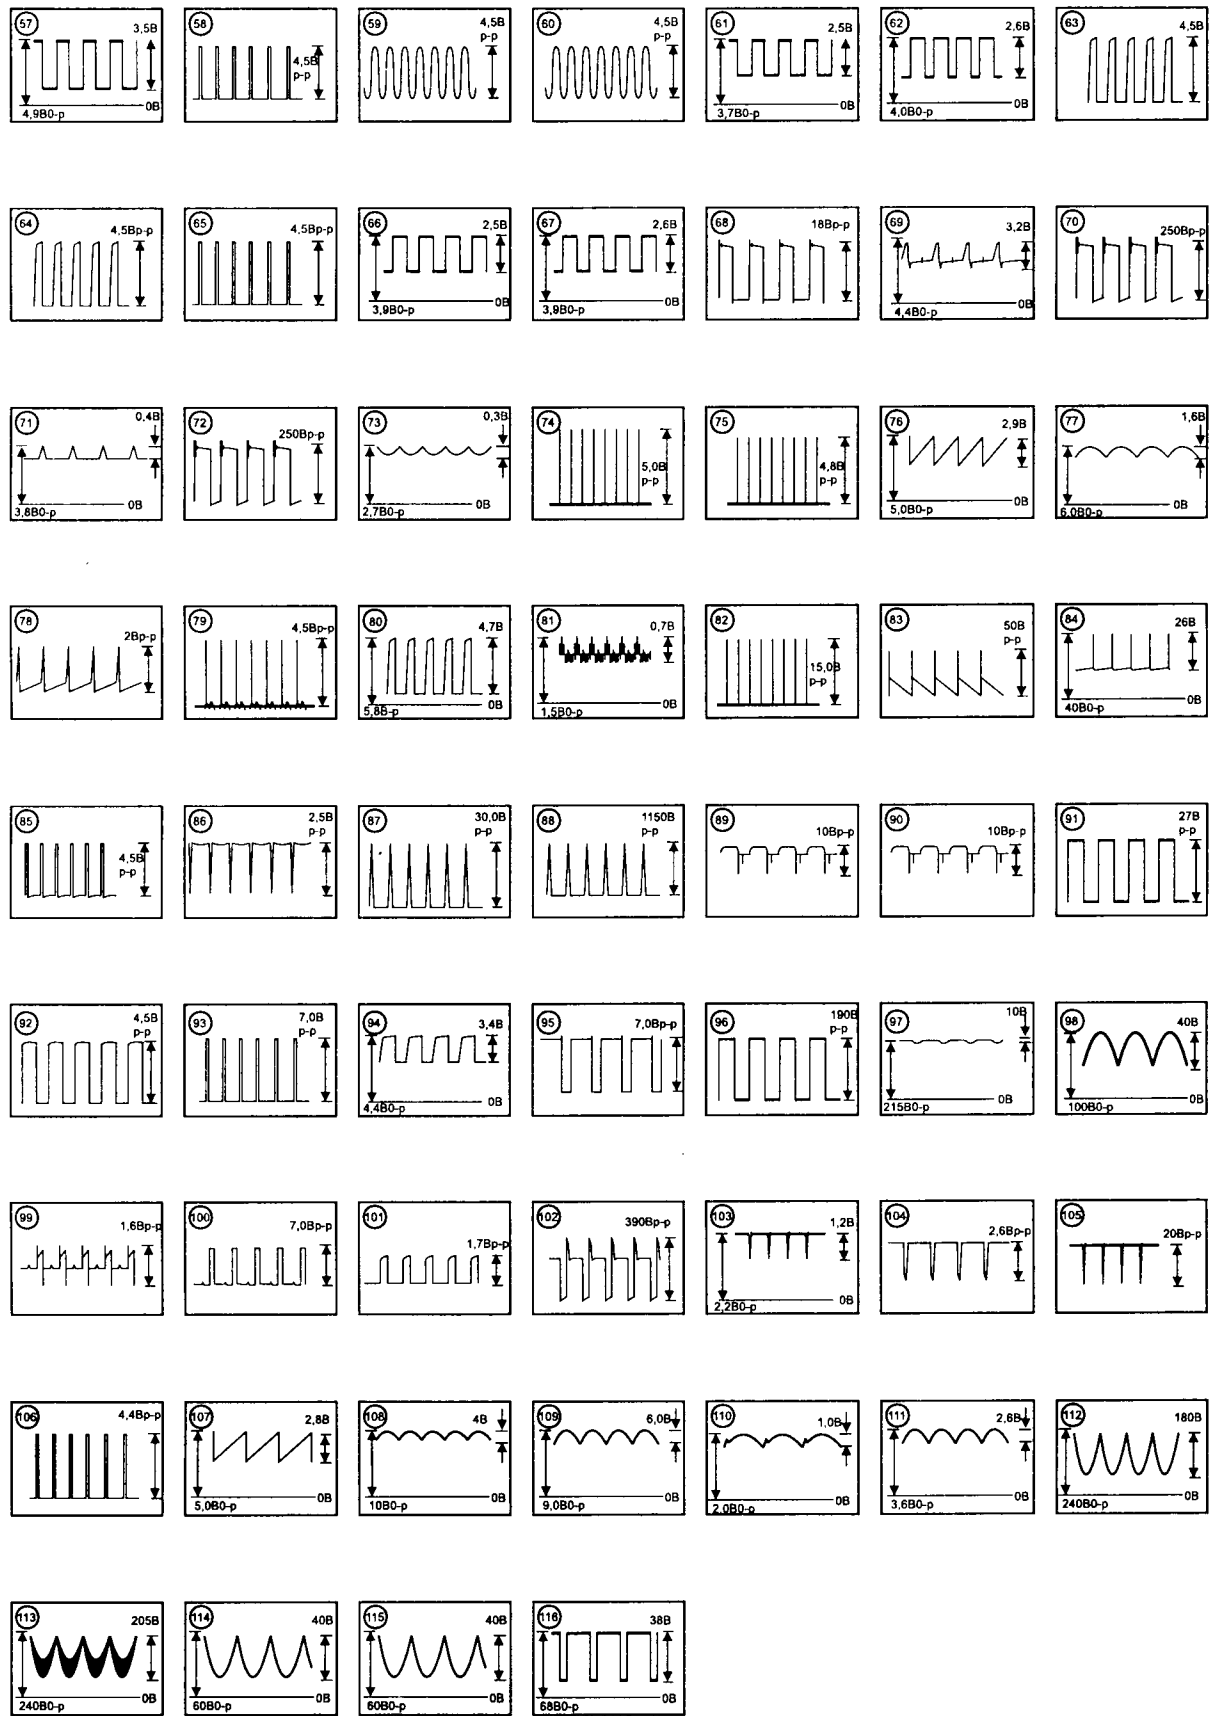 57 3,5В
0В
4,9В0-р
58
4,5В
р-р
59 4,5В
р-р
60 4,5В
р-р
61 2,5В
0В
3,7В0-р
62 2,6В
0В
4,0В0-р
63 4,5В
64
4,5Вр-р
65
4,5Вр-р
66
2,5В
0В
3,9В0-р
67
2,6В
0В
3,9В0-р
68
18Вр-р
69
3,2В
0В
4,4В0-р
70
250Вр-р
71 0,4В
0В
3,8В0-р
72
250Вр-р
73 0,3В
0В
2,7В0-р
74
5,0В
р-р
75
4,8В
р-р
76
2,9В
0В
5,0В0-р
77 1,6В
0В
6,0В0-р
78
2Вр-р
79
4,5Вр-р
80
4,7В
0В
5,8В-р
81
0,7В
0В
1,5В0-р
82
15,0В
р-р
83 50В
р-р
84 26В
0В
40В0-р
85
4,5В
р-р
86 2,5В
р-р
87 30,0В
р-р
88 1150В
р-р
89
10Вр-р
90
10Вр-р
91 27В
р-р
92 4,5В
р-р
93 7,0В
р-р
94
3,4В
0В
4,4В0-р
95
7,0Вр-р
96 190В
р-р
97 10В
0В
215В0-р
98 40В
0В
100В0-р
99
1,6Вр-р
100
7,0Вр-р
101
1,7Вр-р
102
390Вр-р
103
1,2В
0В
2,2В0-р
104
2,6Вр-р
105
20Вр-р
106 4,4Вр-р
107 2,8В
0В
5,0В0-р
108 4В
0В
10В0-р
109 6,0В
0В
9,0В0-р
110 1,0В
0В
2,0В0-р
111 2,6В
0В
3,6В0-р
112 180В
0В
240В0-р
113 205В
0В
240В0-р
114 40В
0В
60В0-р
115 40В
0В
60В0-р
116 38В
0В
68В0-р